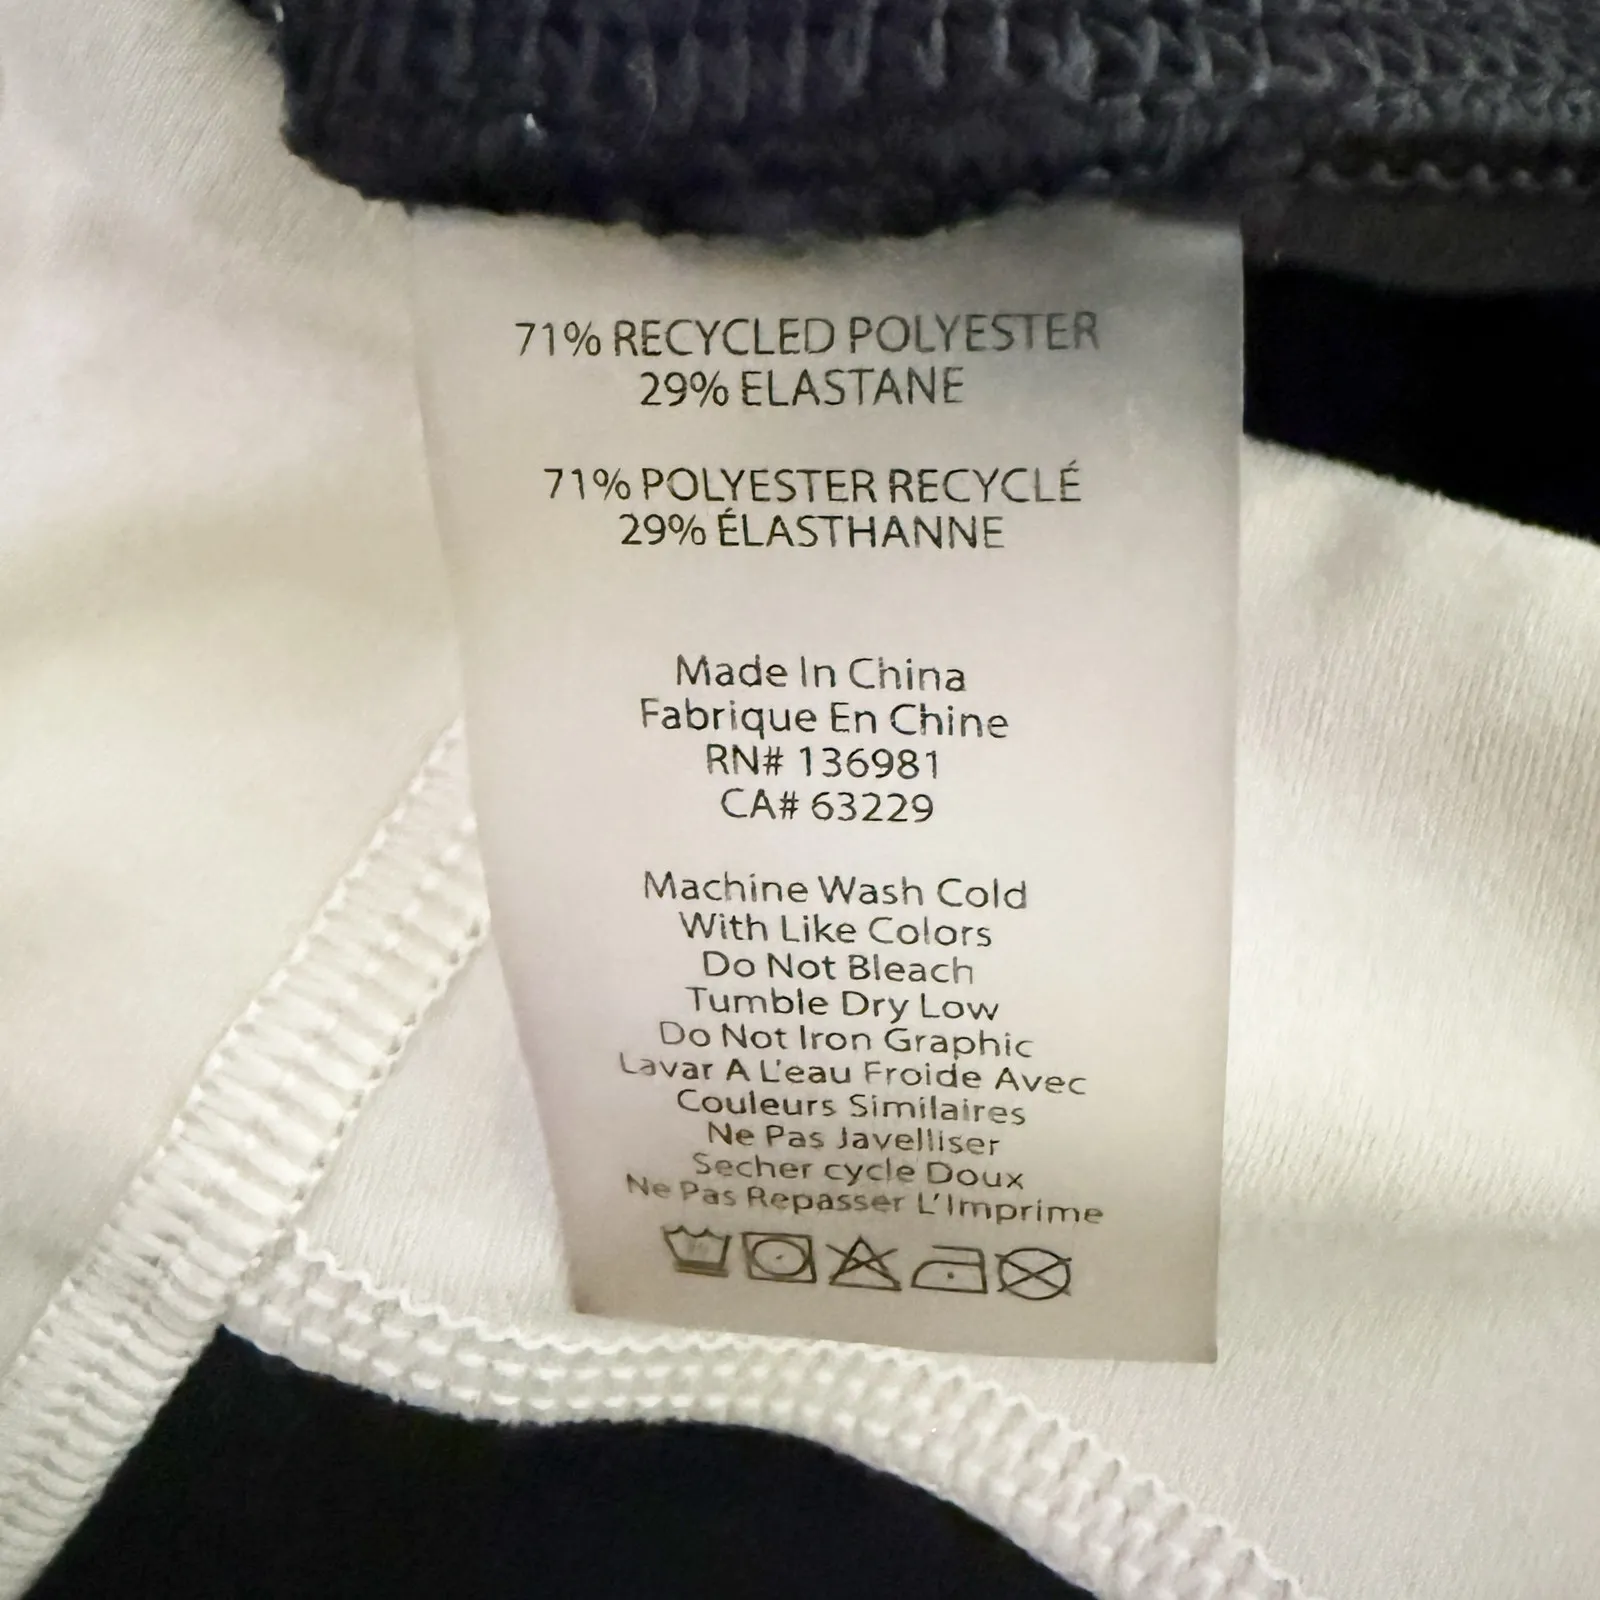 71% RECYCLED POLYESTER
29% ELASTANE
71% POLYESTER RECYCLÉ
29% ÉLASTHANNE
Made In China
Fabrique En Chine
RN# 136981
CA# 63229
Machine Wash Cold
With Like Colors
Do Not Bleach
Tumble Dry Low
Do Not Iron Graphic
Lavar A L'eau Froide Avec
Couleurs Similaires
Ne Pas Javelliser
Secher cycle Doux
Ne Pas Repasser L'Imprime